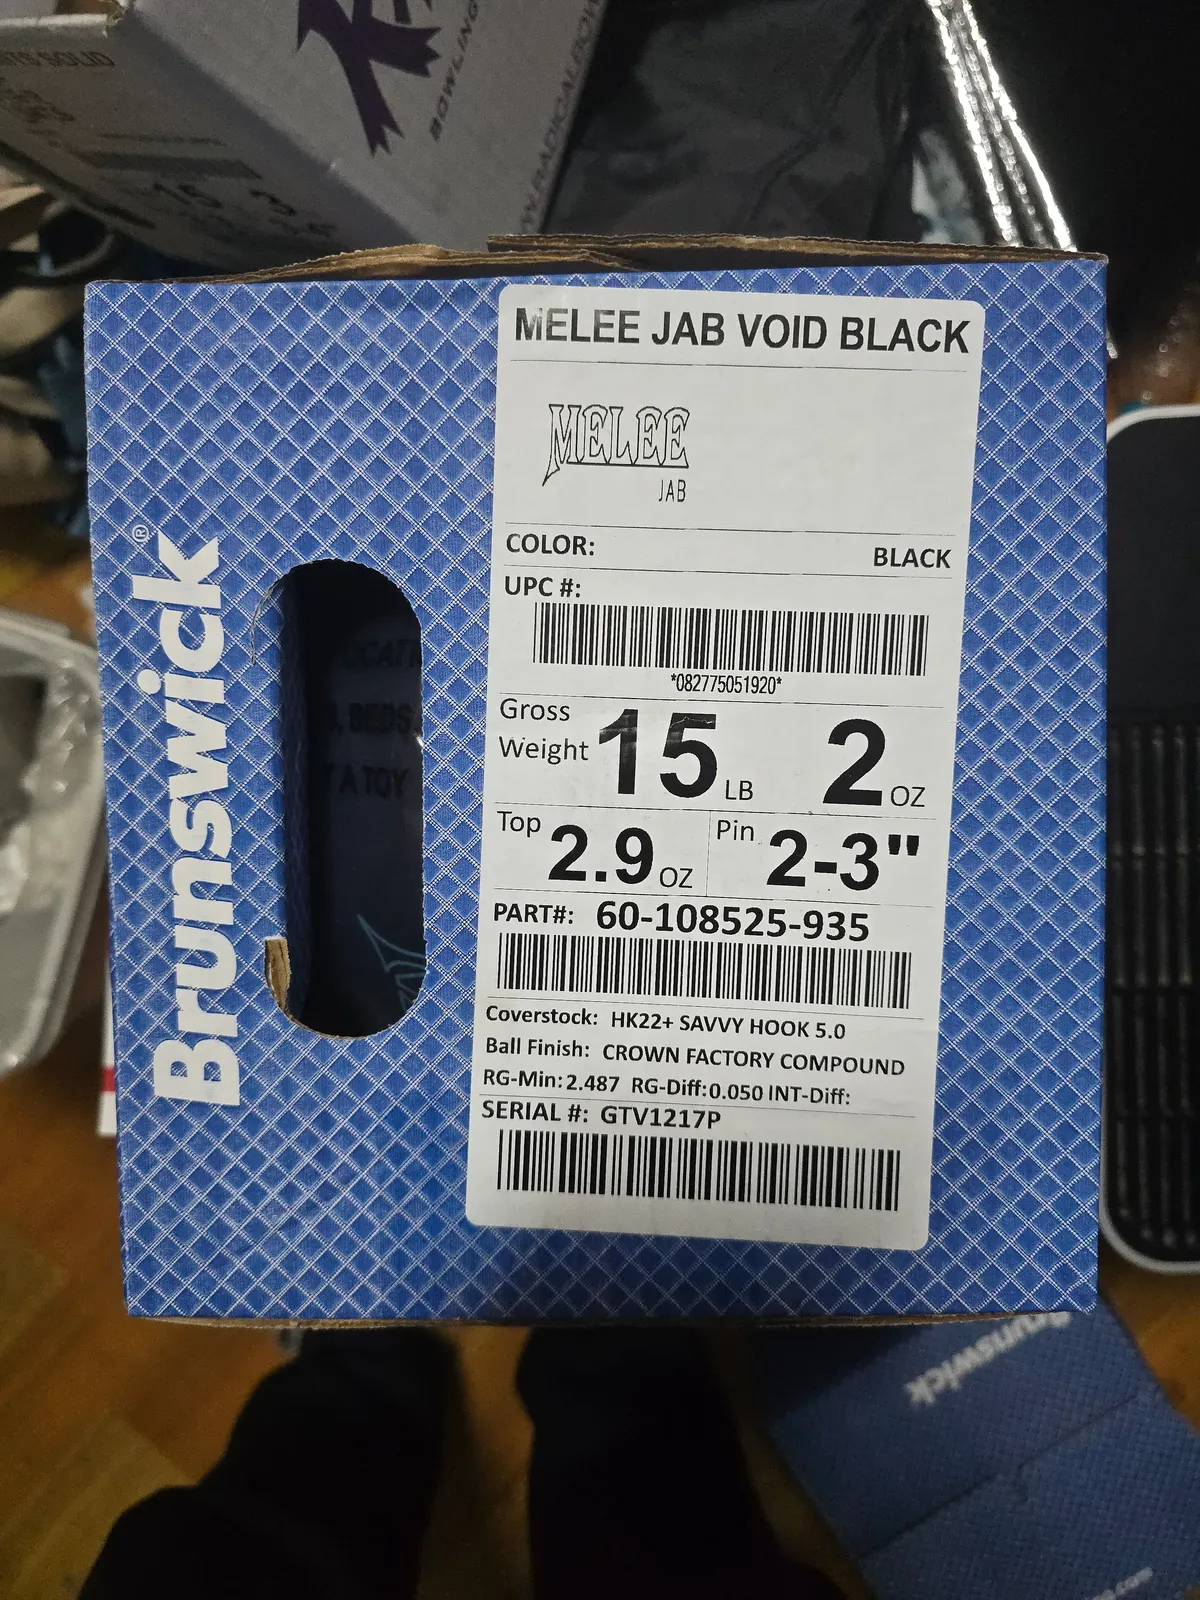 BOWLING
MELEE JAB VOID BLACK
MELEE
JAB
COLOR: BLACK
UPC #:
*082775051920*
Gross Weight 15 LB 2 OZ
Top 2.9 OZ Pin 2-3"
PART#: 60-108525-935
Coverstock: HK22+ SAVVY HOOK 5.0
Ball Finish: CROWN FACTORY COMPOUND
RG-Min: 2.487 RG-Diff: 0.050 INT-Diff:
SERIAL #: GTV1217P
Brunswick®
BEDS
A TOY
Brunswick